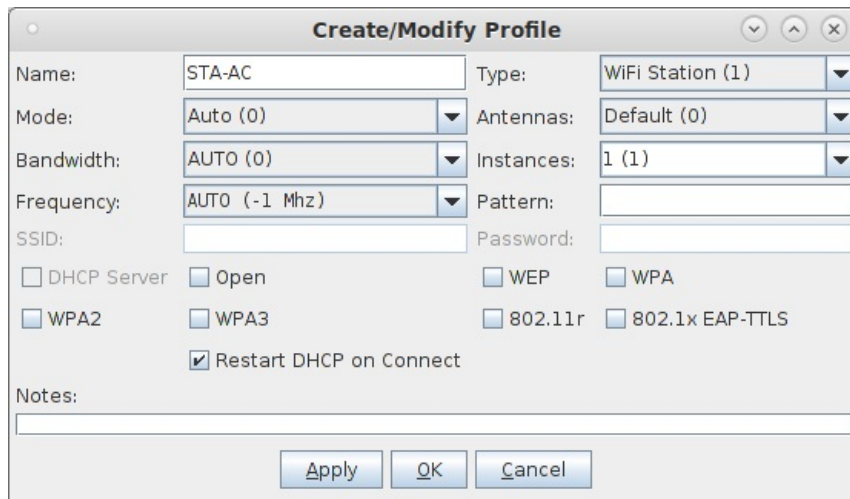 Create/Modify Profile
Name: STA-AC Type: WiFi Station (1)
Mode: Auto (0) Antennas: Default (0)
Bandwidth: AUTO (0) Instances: 1 (1)
Frequency: AUTO (-1 Mhz) Pattern:
SSID: Password:
DHCP Server Open WEP WPA
WPA2 WPA3 802.11r 802.1x EAP-TTLS
Restart DHCP on Connect
Notes:
Apply OK Cancel